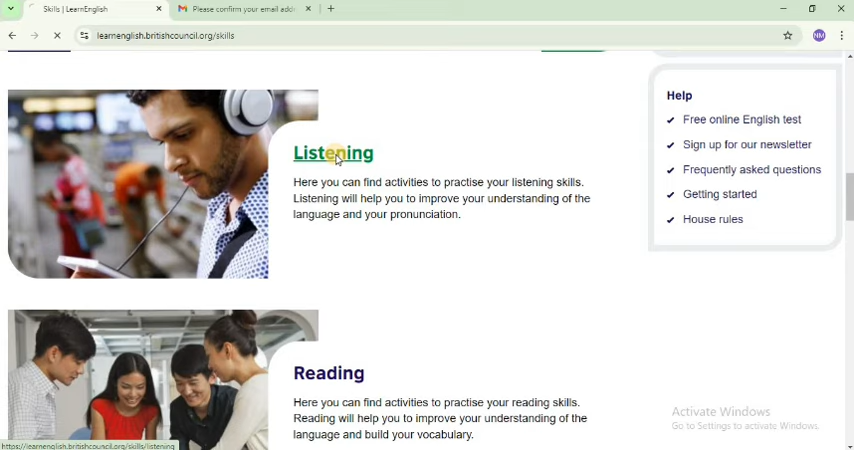 Skills | LearnEnglish
Please confirm your email add
learnenglish.britishcouncil.org/skills
NM
Help
Free online English test
Sign up for our newsletter
Frequently asked questions
Getting started
House rules
Listening
Here you can find activities to practise your listening skills.
Listening will help you to improve your understanding of the
language and your pronunciation.
Reading
Here you can find activities to practise your reading skills.
Reading will help you to improve your understanding of the
language and build your vocabulary.
Activate Windows
Go to Settings to activate Windows.
https://learnenglish.britishcouncil.org/skills/listening